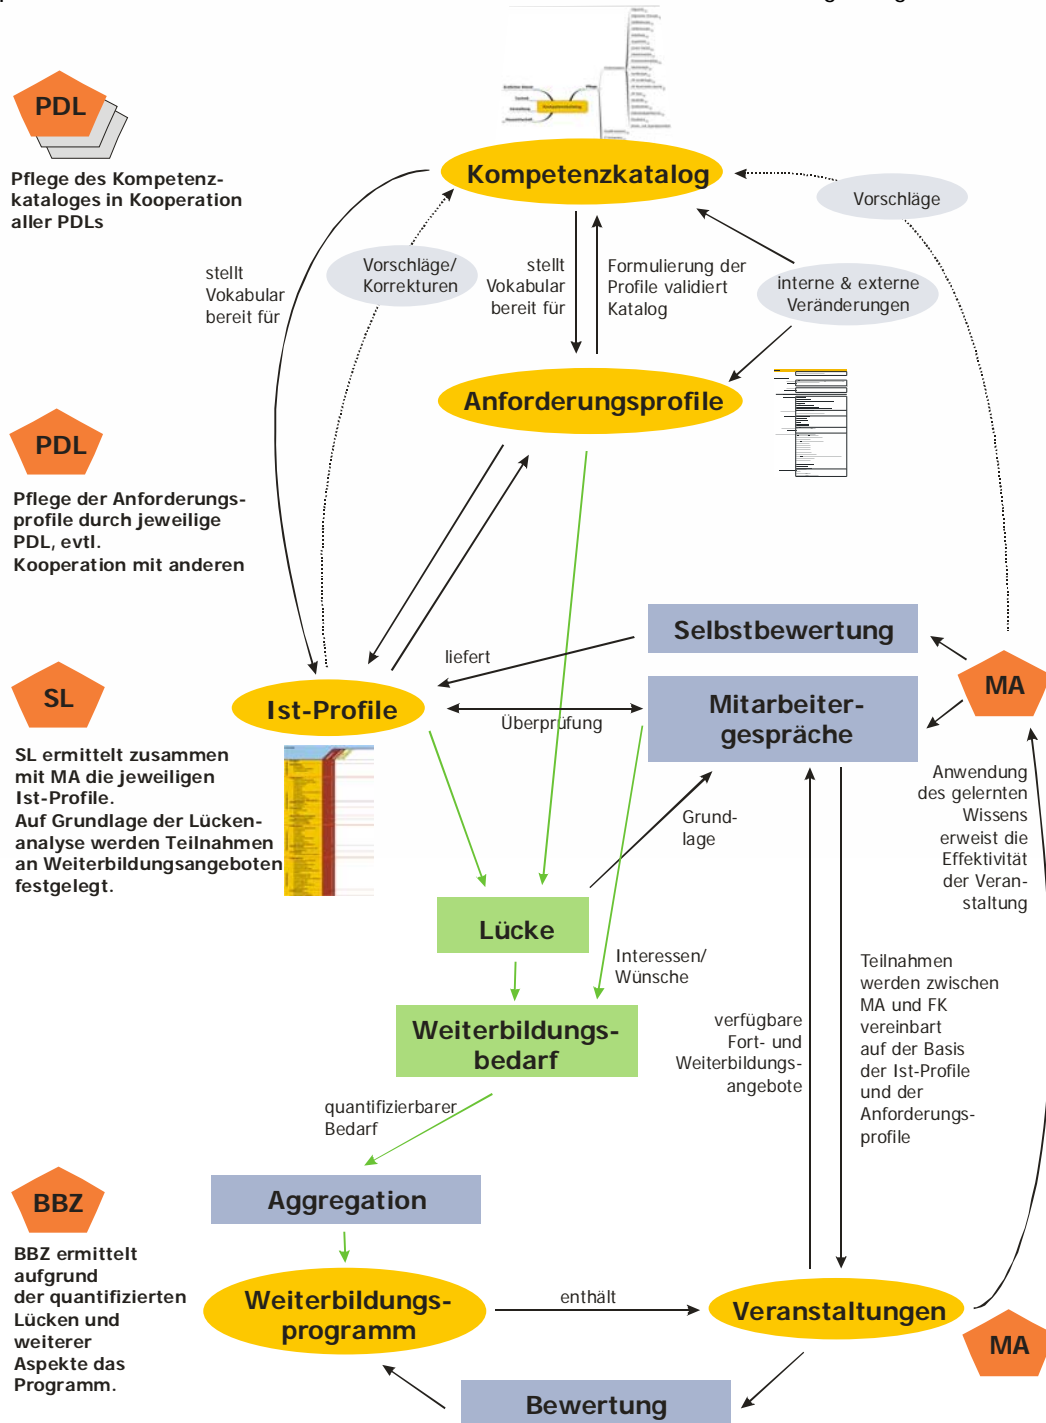 PDL
Pflege des Kompetenz-
kataloges in Kooperation
aller PDLs
Kompetenzkatalog
Vorschläge
stellt
Vokabular
bereit für
Vorschläge/
Korrekturen
stellt
Vokabular
bereit für
Formulierung der
Profile validiert
Katalog
interne & externe
Veränderungen
Anforderungsprofile
PDL
Pflege der Anforderungs-
profile durch jeweilige
PDL, evtl.
Kooperation mit anderen
Selbstbewertung
liefert
MA
SL
Ist-Profile
Überprüfung
Mitarbeiter-
gespräche
SL ermittelt zusammen
mit MA die jeweiligen
Ist-Profile.
Auf Grundlage der Lücken-
analyse werden Teilnahmen
an Weiterbildungsangeboten
festgelegt.
Grund-
lage
Anwendung
des gelernten
Wissens
erweist die
Effektivität
der Veran-
staltung
Lücke
Interessen/
Wünsche
Weiterbildungs-
bedarf
verfügbare
Fort- und
Weiterbildungs-
angebote
Teilnahmen
werden zwischen
MA und FK
vereinbart
auf der Basis
der Ist-Profile
und der
Anforderungs-
profile
quantifizierbarer
Bedarf
Aggregation
BBZ
BBZ ermittelt
aufgrund
der quantifizierten
Lücken und
weiterer
Aspekte das
Programm.
Weiterbildungs-
programm
enthält
Veranstaltungen
MA
Bewertung